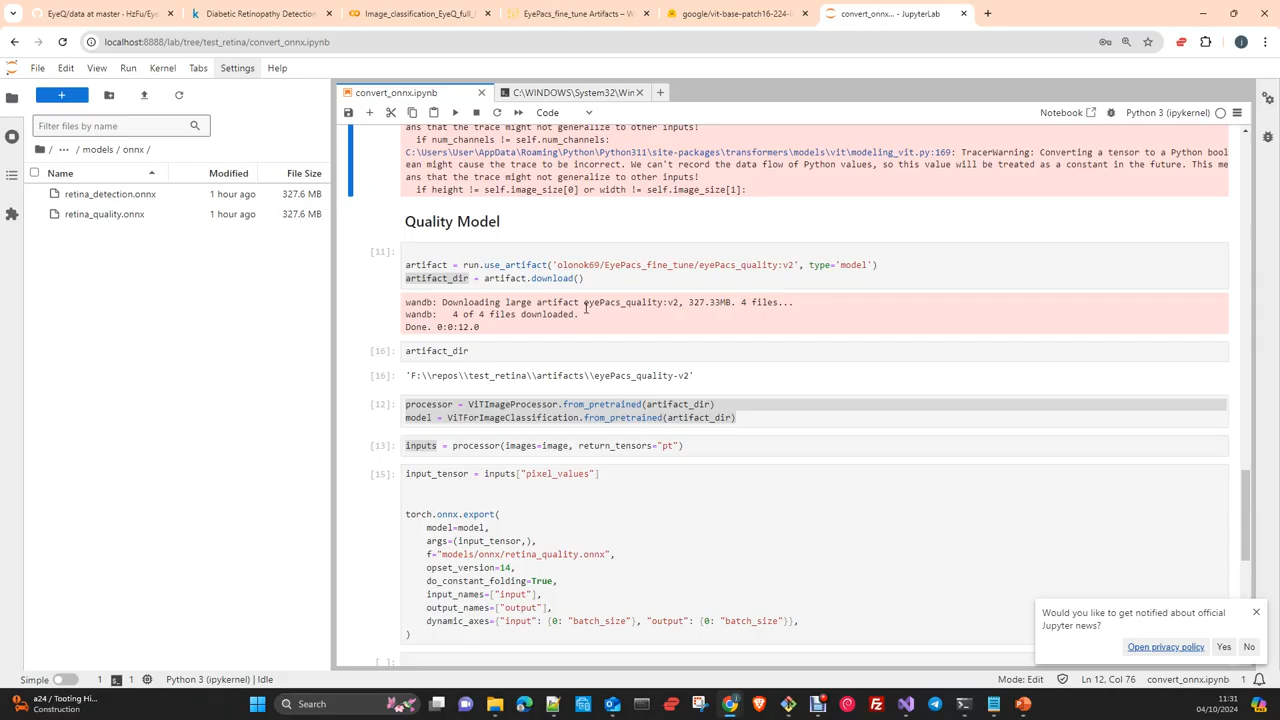 EyeQ/data at master · HzFu/Eye
Diabetic Retinopathy Detection
Image_classification_EyeQ_full_
EyePacs_fine_tune Artifacts – W
google/vit-base-patch16-224-i
convert_onnx... - JupyterLab
localhost:8888/lab/tree/test_retina/convert_onnx.ipynb
File Edit View Run Kernel Tabs Settings Help
convert_onnx.ipynb
C:\WINDOWS\System32\Win
Code
Notebook
Python 3 (ipykernel)
Filter files by name
/ ... / models / onnx /
Name Modified File Size
retina_detection.onnx 1 hour ago 327.6 MB
retina_quality.onnx 1 hour ago 327.6 MB
ans that the trace might not generalize to other inputs!
if num_channels != self.num_channels:
C:\Users\User\AppData\Roaming\Python\Python311\site-packages\transformers\models\vit\modeling_vit.py:169: TracerWarning: Converting a tensor to a Python bool
ean might cause the trace to be incorrect. We can't record the data flow of Python values, so this value will be treated as a constant in the future. This me
ans that the trace might not generalize to other inputs!
if height != self.image_size[0] or width != self.image_size[1]:
Quality Model
[11]:
artifact = run.use_artifact('olonok69/EyePacs_fine_tune/eyePacs_quality:v2', type='model')
artifact_dir = artifact.download()
wandb: Downloading large artifact eyePacs_quality:v2, 327.33MB. 4 files...
wandb: 4 of 4 files downloaded.
Done. 0:0:12.0
[16]: artifact_dir
[16]: 'F:\\repos\\test_retina\\artifacts\\eyePacs_quality-v2'
[12]: processor = ViTImageProcessor.from_pretrained(artifact_dir)
model = ViTForImageClassification.from_pretrained(artifact_dir)
[13]: inputs = processor(images=image, return_tensors="pt")
[15]: input_tensor = inputs["pixel_values"]
torch.onnx.export(
model=model,
args=(input_tensor,),
f="models/onnx/retina_quality.onnx",
opset_version=14,
do_constant_folding=True,
input_names=["input"],
output_names=["output"],
dynamic_axes={"input": {0: "batch_size"}, "output": {0: "batch_size"}},
)
[ ]:
Would you like to get notified about official
Jupyter news?
Open privacy policy Yes No
Simple 1 1 Python 3 (ipykernel) | Idle
Mode: Edit Ln 12, Col 76 convert_onnx.ipynb 1
a24 / Tooting Hi...
Construction
Search
11:31
04/10/2024